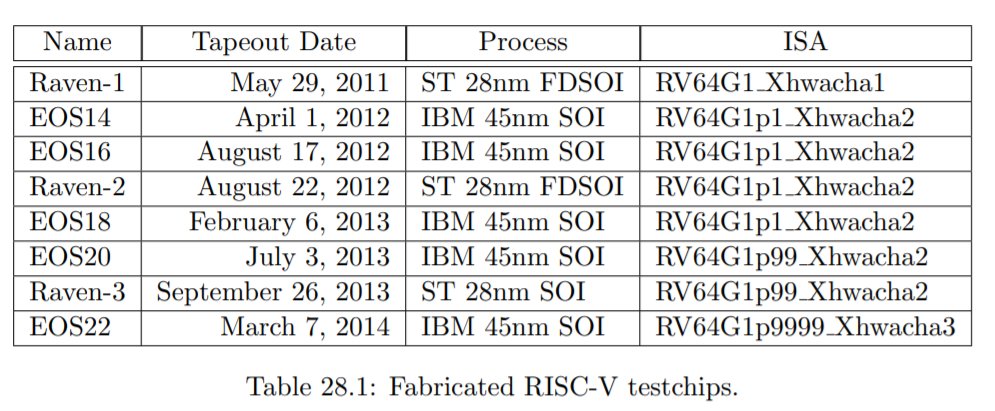 Name Tapeout Date Process ISA
Raven-1 May 29, 2011 ST 28nm FDSOI RV64G1_Xhwacha1
EOS14 April 1, 2012 IBM 45nm SOI RV64G1p1_Xhwacha2
EOS16 August 17, 2012 IBM 45nm SOI RV64G1p1_Xhwacha2
Raven-2 August 22, 2012 ST 28nm FDSOI RV64G1p1_Xhwacha2
EOS18 February 6, 2013 IBM 45nm SOI RV64G1p1_Xhwacha2
EOS20 July 3, 2013 IBM 45nm SOI RV64G1p99_Xhwacha2
Raven-3 September 26, 2013 ST 28nm SOI RV64G1p99_Xhwacha2
EOS22 March 7, 2014 IBM 45nm SOI RV64G1p9999_Xhwacha3
Table 28.1: Fabricated RISC-V testchips.